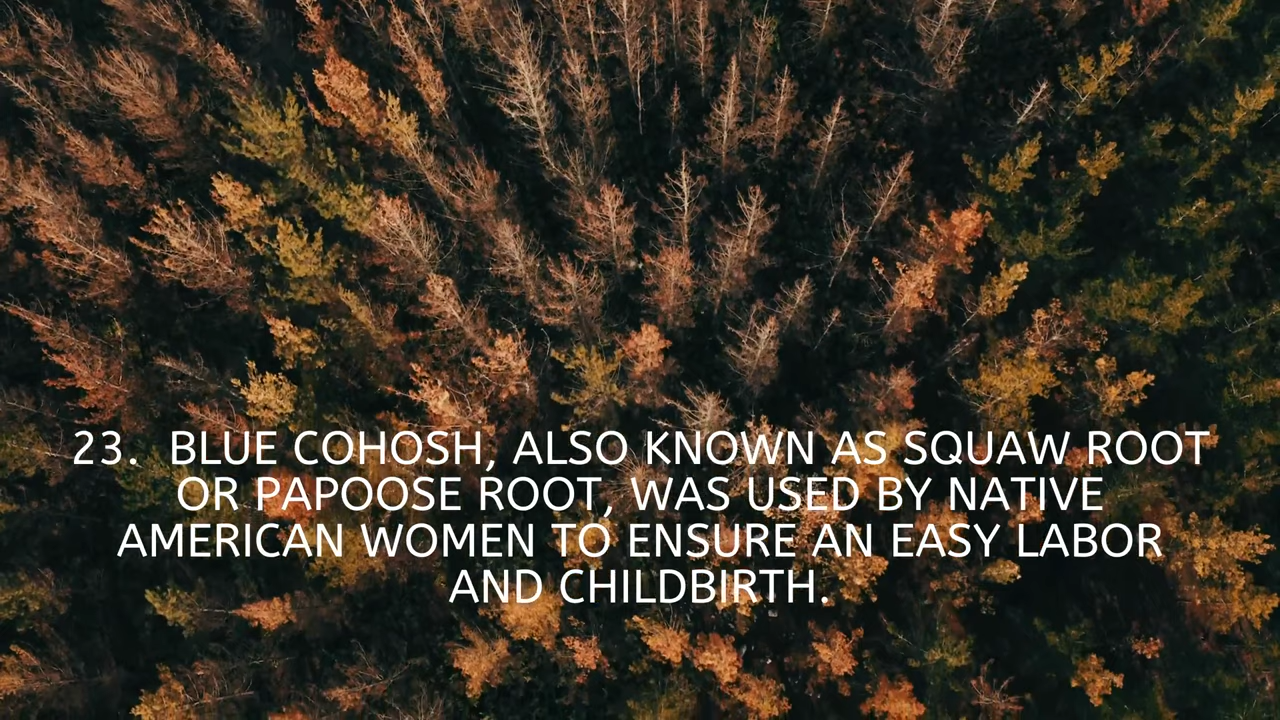 23.  BLUE COHOSH, ALSO KNOWN AS SQUAW ROOT
OR PAPOOSE ROOT, WAS USED BY NATIVE
AMERICAN WOMEN TO ENSURE AN EASY LABOR
AND CHILDBIRTH.